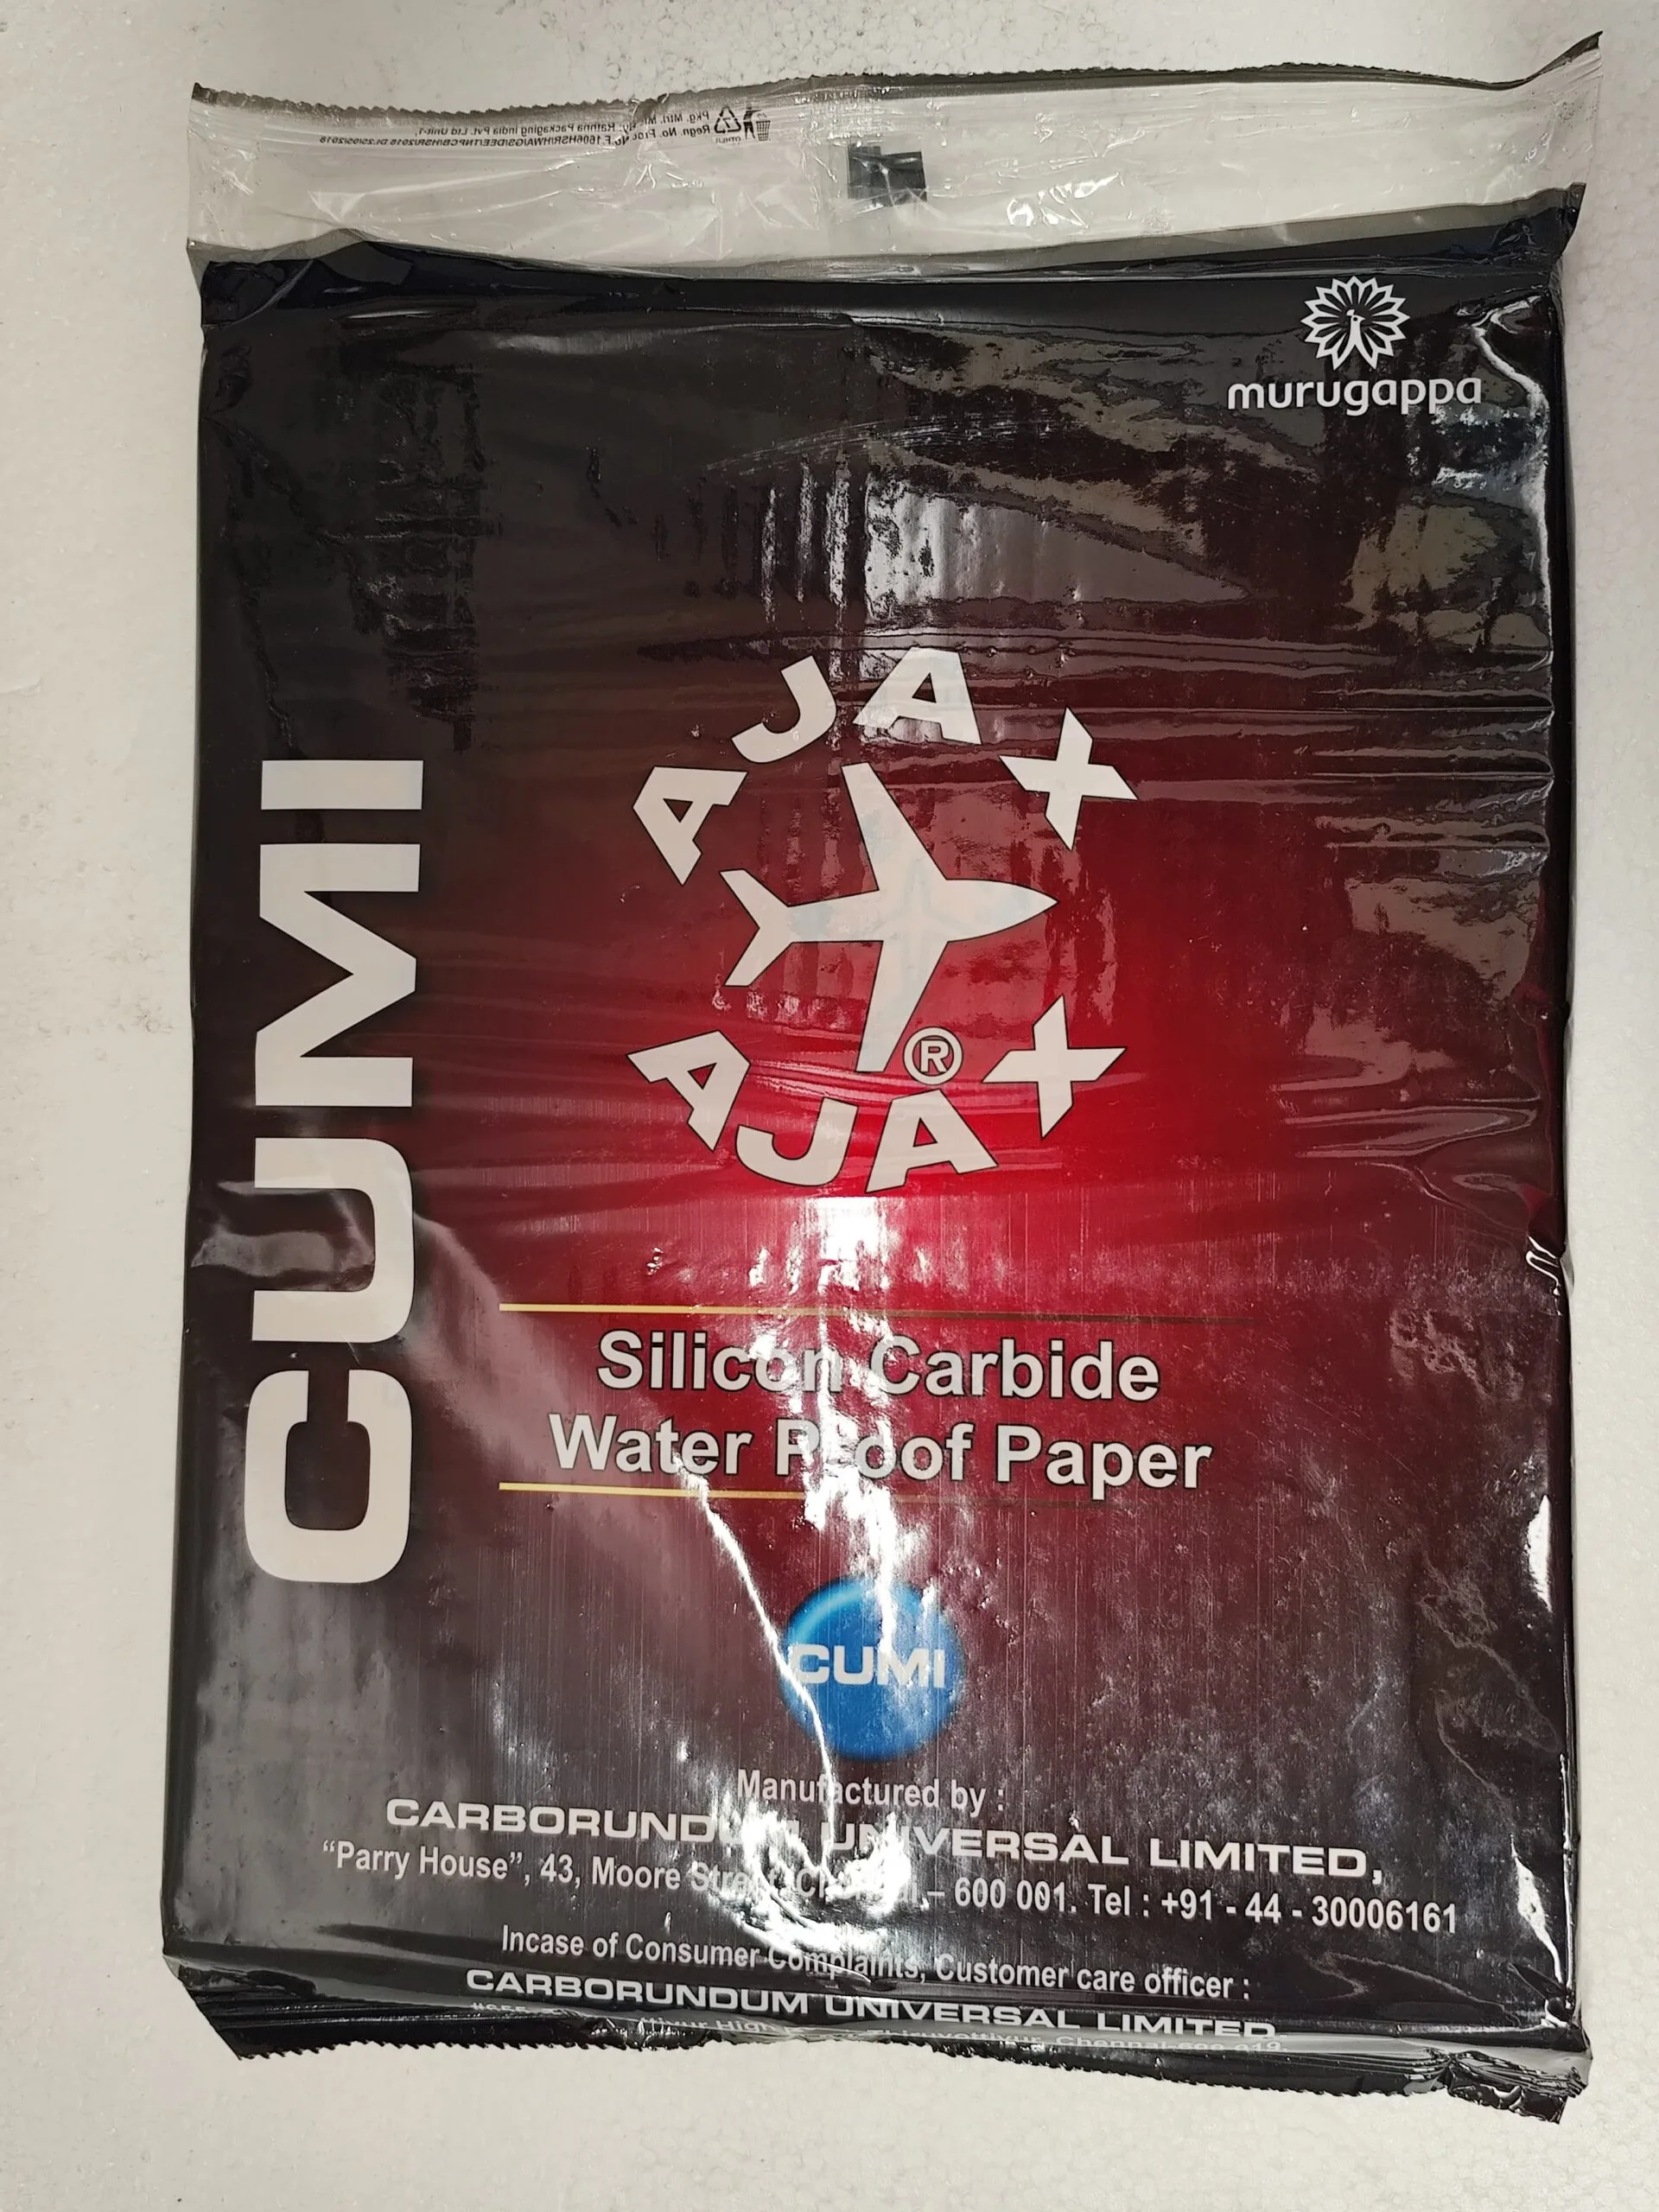 murugappa
CUMI
AJAX
®
AJAX
Silicon Carbide
Water Proof Paper
CUMI
Manufactured by :
CARBORUNDUM UNIVERSAL LIMITED,
“Parry House”, 43, Moore Street, Chennai – 600 001. Tel : +91 - 44 - 30006161
Incase of Consumer Complaints, Customer care officer :
CARBORUNDUM UNIVERSAL LIMITED,